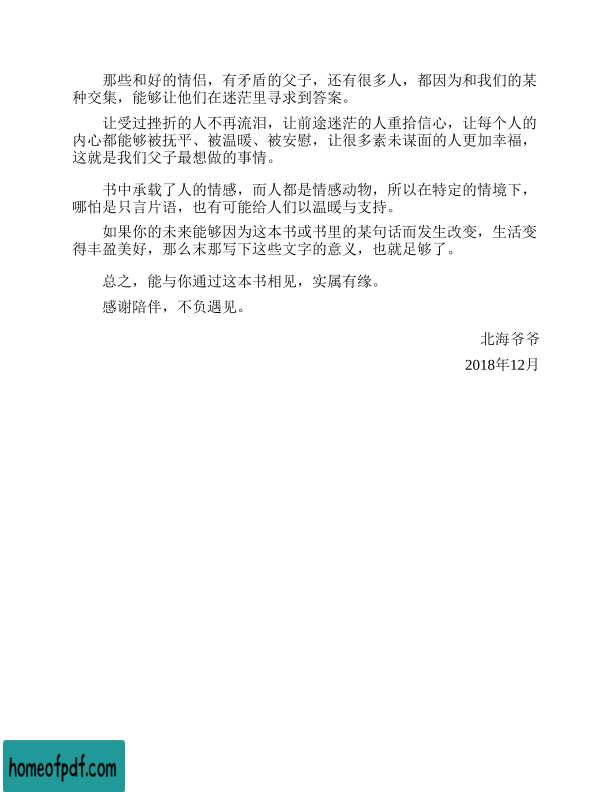 那些和好的情侣，有矛盾的父子，还有很多人，都因为和我们的某
种交集，能够让他们在迷茫里寻求到答案。
让受过挫折的人不再流泪，让前途迷茫的人重拾信心，让每个人的
内心都能够被抚平、被温暖、被安慰，让很多素未谋面的人更加幸福，
这就是我们父子最想做的事情。
书中承载了人的情感，而人都是情感动物，所以在特定的情境下，
哪怕是只言片语，也有可能给人们以温暖与支持。
如果你的未来能够因为这本书或书里的某句话而发生改变，生活变
得丰盈美好，那么末那写下这些文字的意义，也就足够了。
总之，能与你通过这本书相见，实属有缘。
感谢陪伴，不负遇见。
北海爷爷
2018年12月
homeofpdf.com